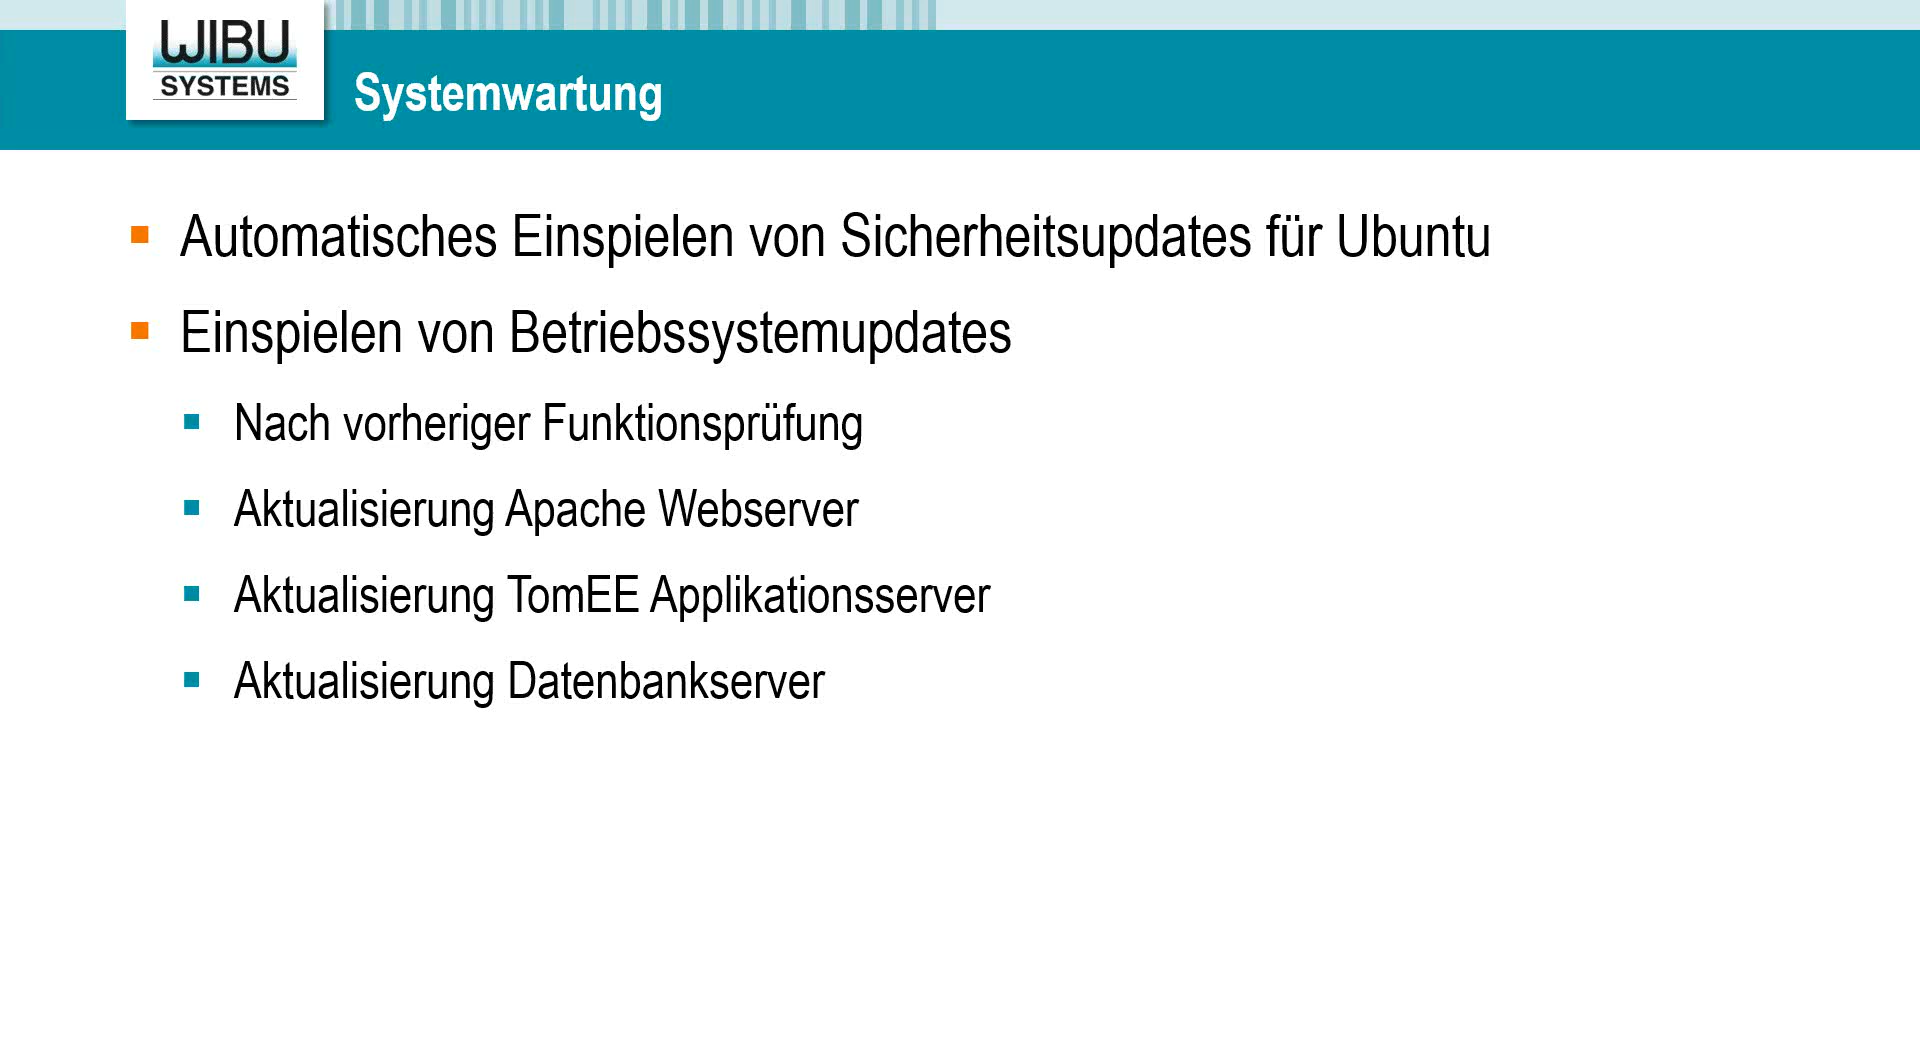 WIBU
SYSTEMS
Systemwartung
Automatisches Einspielen von Sicherheitsupdates für Ubuntu
Einspielen von Betriebssystemupdates
Nach vorheriger Funktionsprüfung
Aktualisierung Apache Webserver
Aktualisierung TomEE Applikationsserver
Aktualisierung Datenbankserver